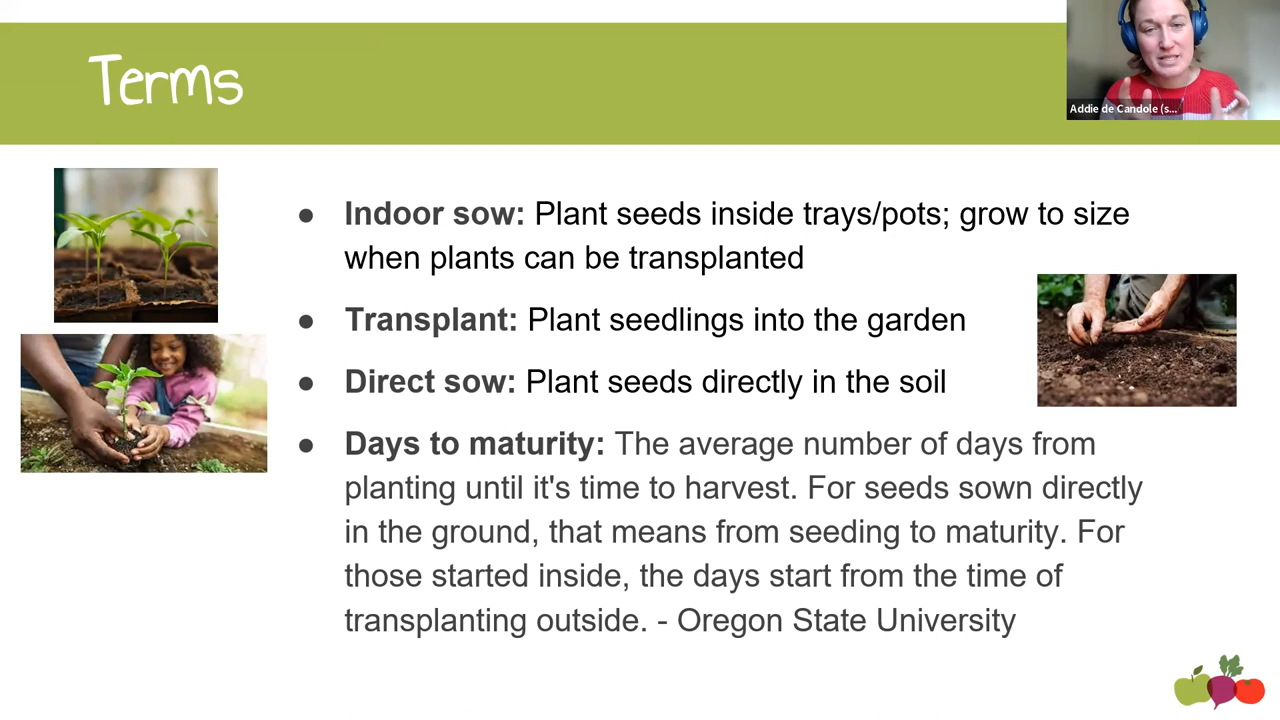 Terms
Addie de Candole (s...
● Indoor sow: Plant seeds inside trays/pots; grow to size
when plants can be transplanted
● Transplant: Plant seedlings into the garden
● Direct sow: Plant seeds directly in the soil
● Days to maturity: The average number of days from
planting until it's time to harvest. For seeds sown directly
in the ground, that means from seeding to maturity. For
those started inside, the days start from the time of
transplanting outside. - Oregon State University